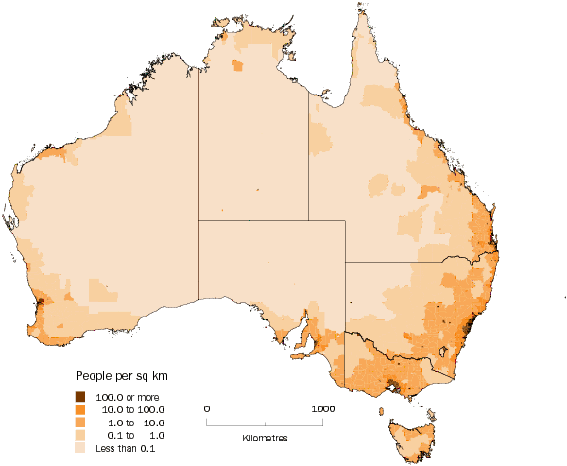 People per sq km
100.0 or more
10.0 to 100.0
1.0 to 10.0
0.1 to 1.0
Less than 0.1
0 1000
Kilometres